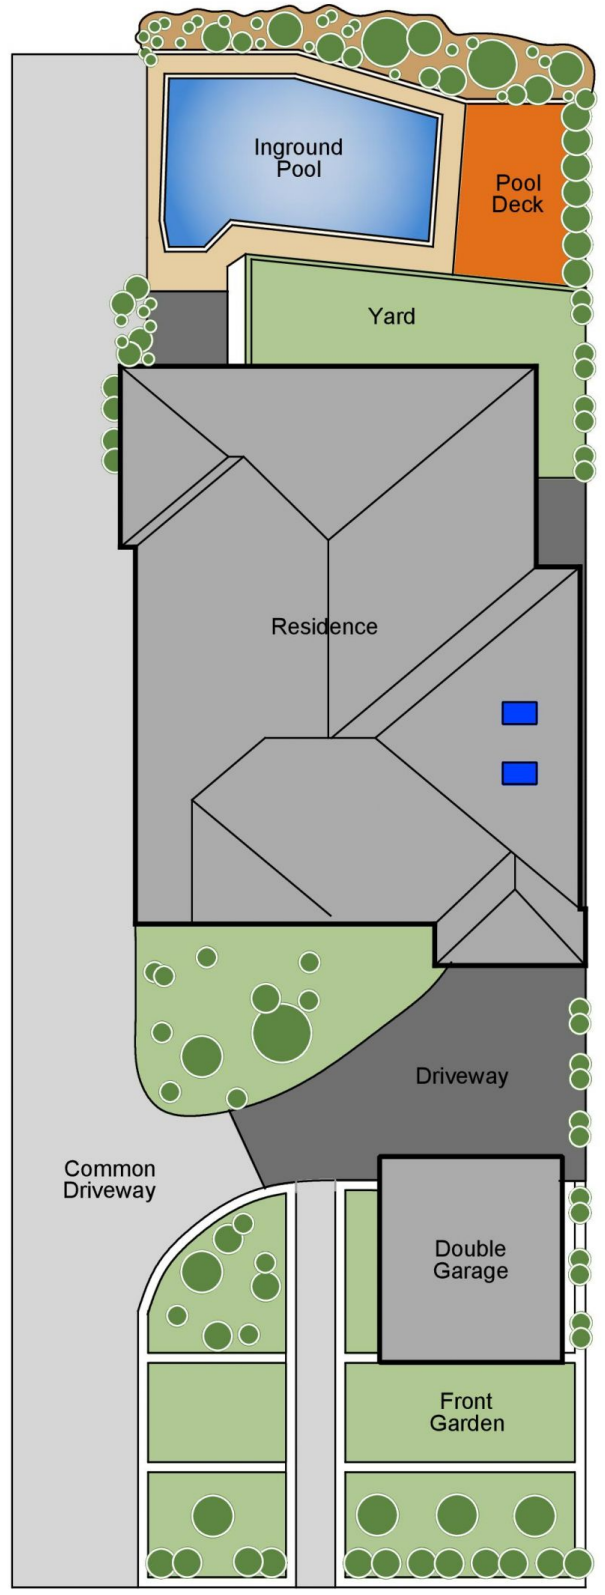 Inground
Pool
Pool
Deck
Yard
Residence
Driveway
Common
Driveway
Double
Garage
Front
Garden